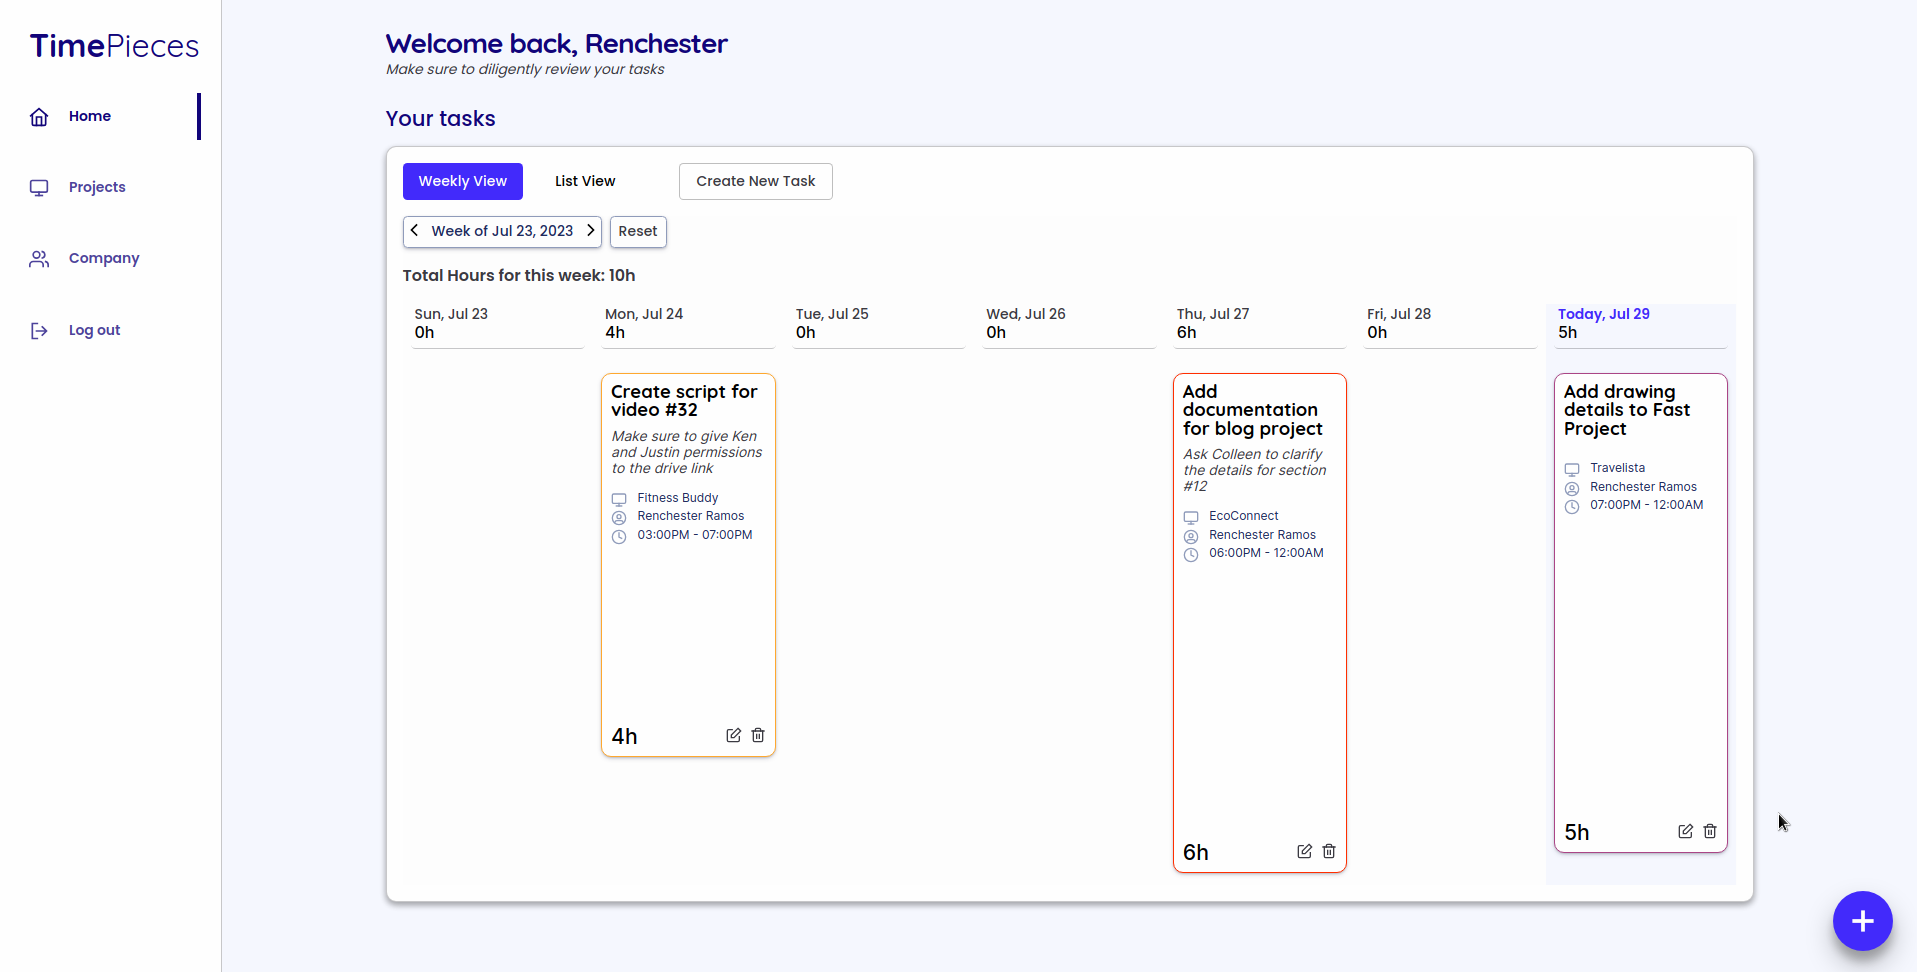 TimePieces
Home
Projects
Company
Log out
Welcome back, Renchester
Make sure to diligently review your tasks
Your tasks
Weekly View
List View
Create New Task
Week of Jul 23, 2023
Reset
Total Hours for this week: 10h
Sun, Jul 23
0h
Mon, Jul 24
4h
Tue, Jul 25
0h
Wed, Jul 26
0h
Thu, Jul 27
6h
Fri, Jul 28
0h
Today, Jul 29
5h
Create script for
video #32
Make sure to give Ken
and Justin permissions
to the drive link
Fitness Buddy
Renchester Ramos
03:00PM - 07:00PM
4h
Add
documentation
for blog project
Ask Colleen to clarify
the details for section
#12
EcoConnect
Renchester Ramos
06:00PM - 12:00AM
6h
Add drawing
details to Fast
Project
Travelista
Renchester Ramos
07:00PM - 12:00AM
5h